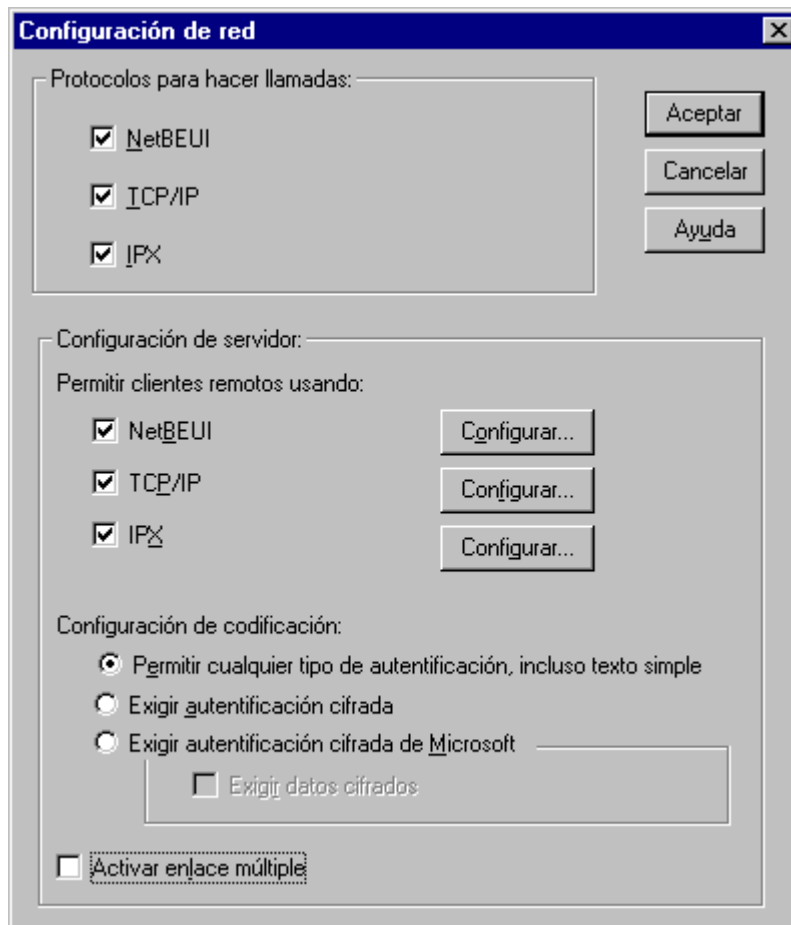 Configuración de red
Protocolos para hacer llamadas:
NetBEUI
TCP/IP
IPX
Aceptar
Cancelar
Ayuda
Configuración de servidor:
Permitir clientes remotos usando:
NetBEUI
Configurar...
TCP/IP
Configurar...
IPX
Configurar...
Configuración de codificación:
Permitir cualquier tipo de autentificación, incluso texto simple
Exigir autentificación cifrada
Exigir autentificación cifrada de Microsoft
Exigir datos cifrados
Activar enlace múltiple